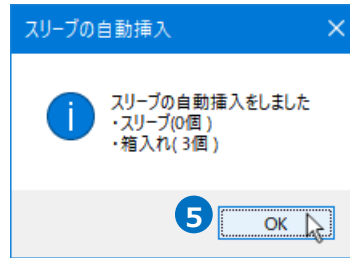 スリーブの自動挿入
スリーブの自動挿入をしました
・スリーブ(0個 )
・箱入れ( 3個 )
5
OK